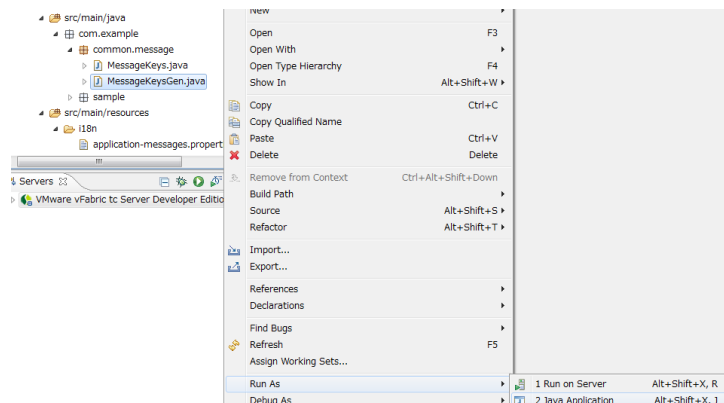 src/main/java
com.example
common.message
MessageKeys.java
MessageKeysGen.java
sample
src/main/resources
i18n
application-messages.propert
Servers
VMware vFabric tc Server Developer Editio
New
Open F3
Open With
Open Type Hierarchy F4
Show In Alt+Shift+W
Copy Ctrl+C
Copy Qualified Name
Paste Ctrl+V
Delete Delete
Remove from Context Ctrl+Alt+Shift+Down
Build Path
Source Alt+Shift+S
Refactor Alt+Shift+T
Import...
Export...
References
Declarations
Find Bugs
Refresh F5
Assign Working Sets...
Run As
Debug As
1 Run on Server Alt+Shift+X, R
2 Java Application Alt+Shift+X, J